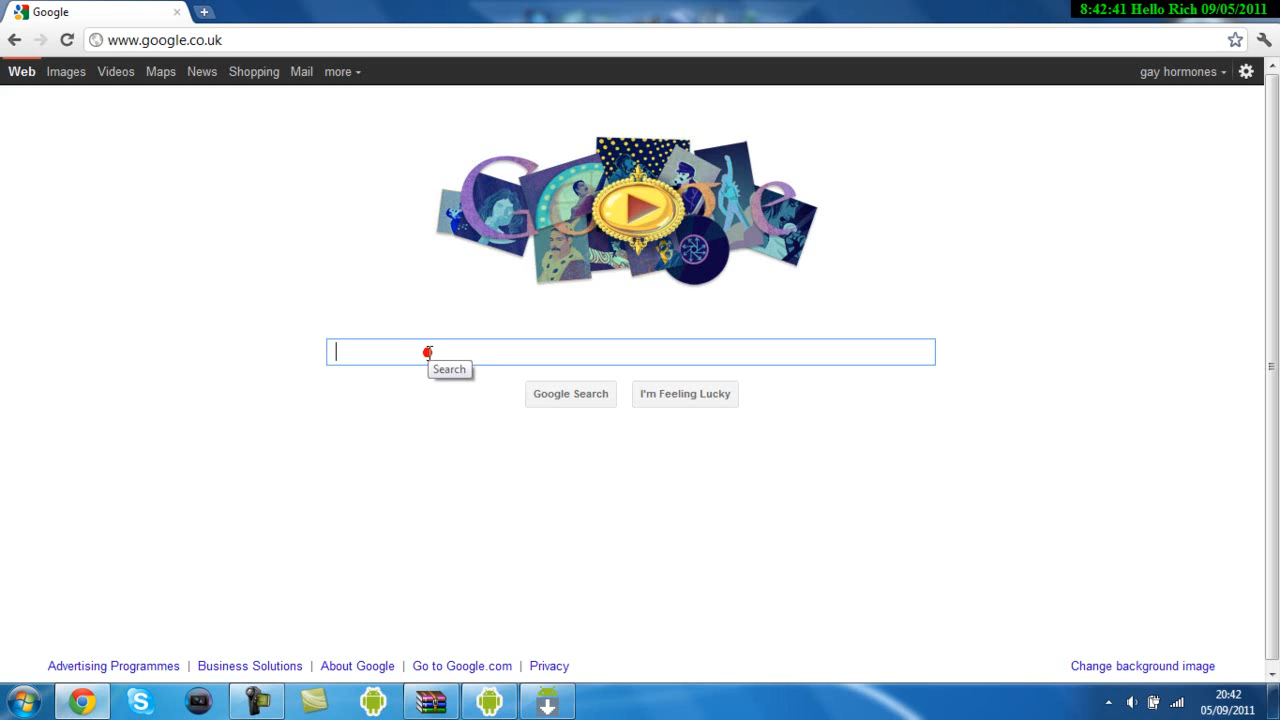 Google
8:42:41 Hello Rich 09/05/2011
www.google.co.uk
Web Images Videos Maps News Shopping Mail more
gay hormones
Google
Search
Google Search I'm Feeling Lucky
Advertising Programmes | Business Solutions | About Google | Go to Google.com | Privacy
Change background image
20:42
05/09/2011